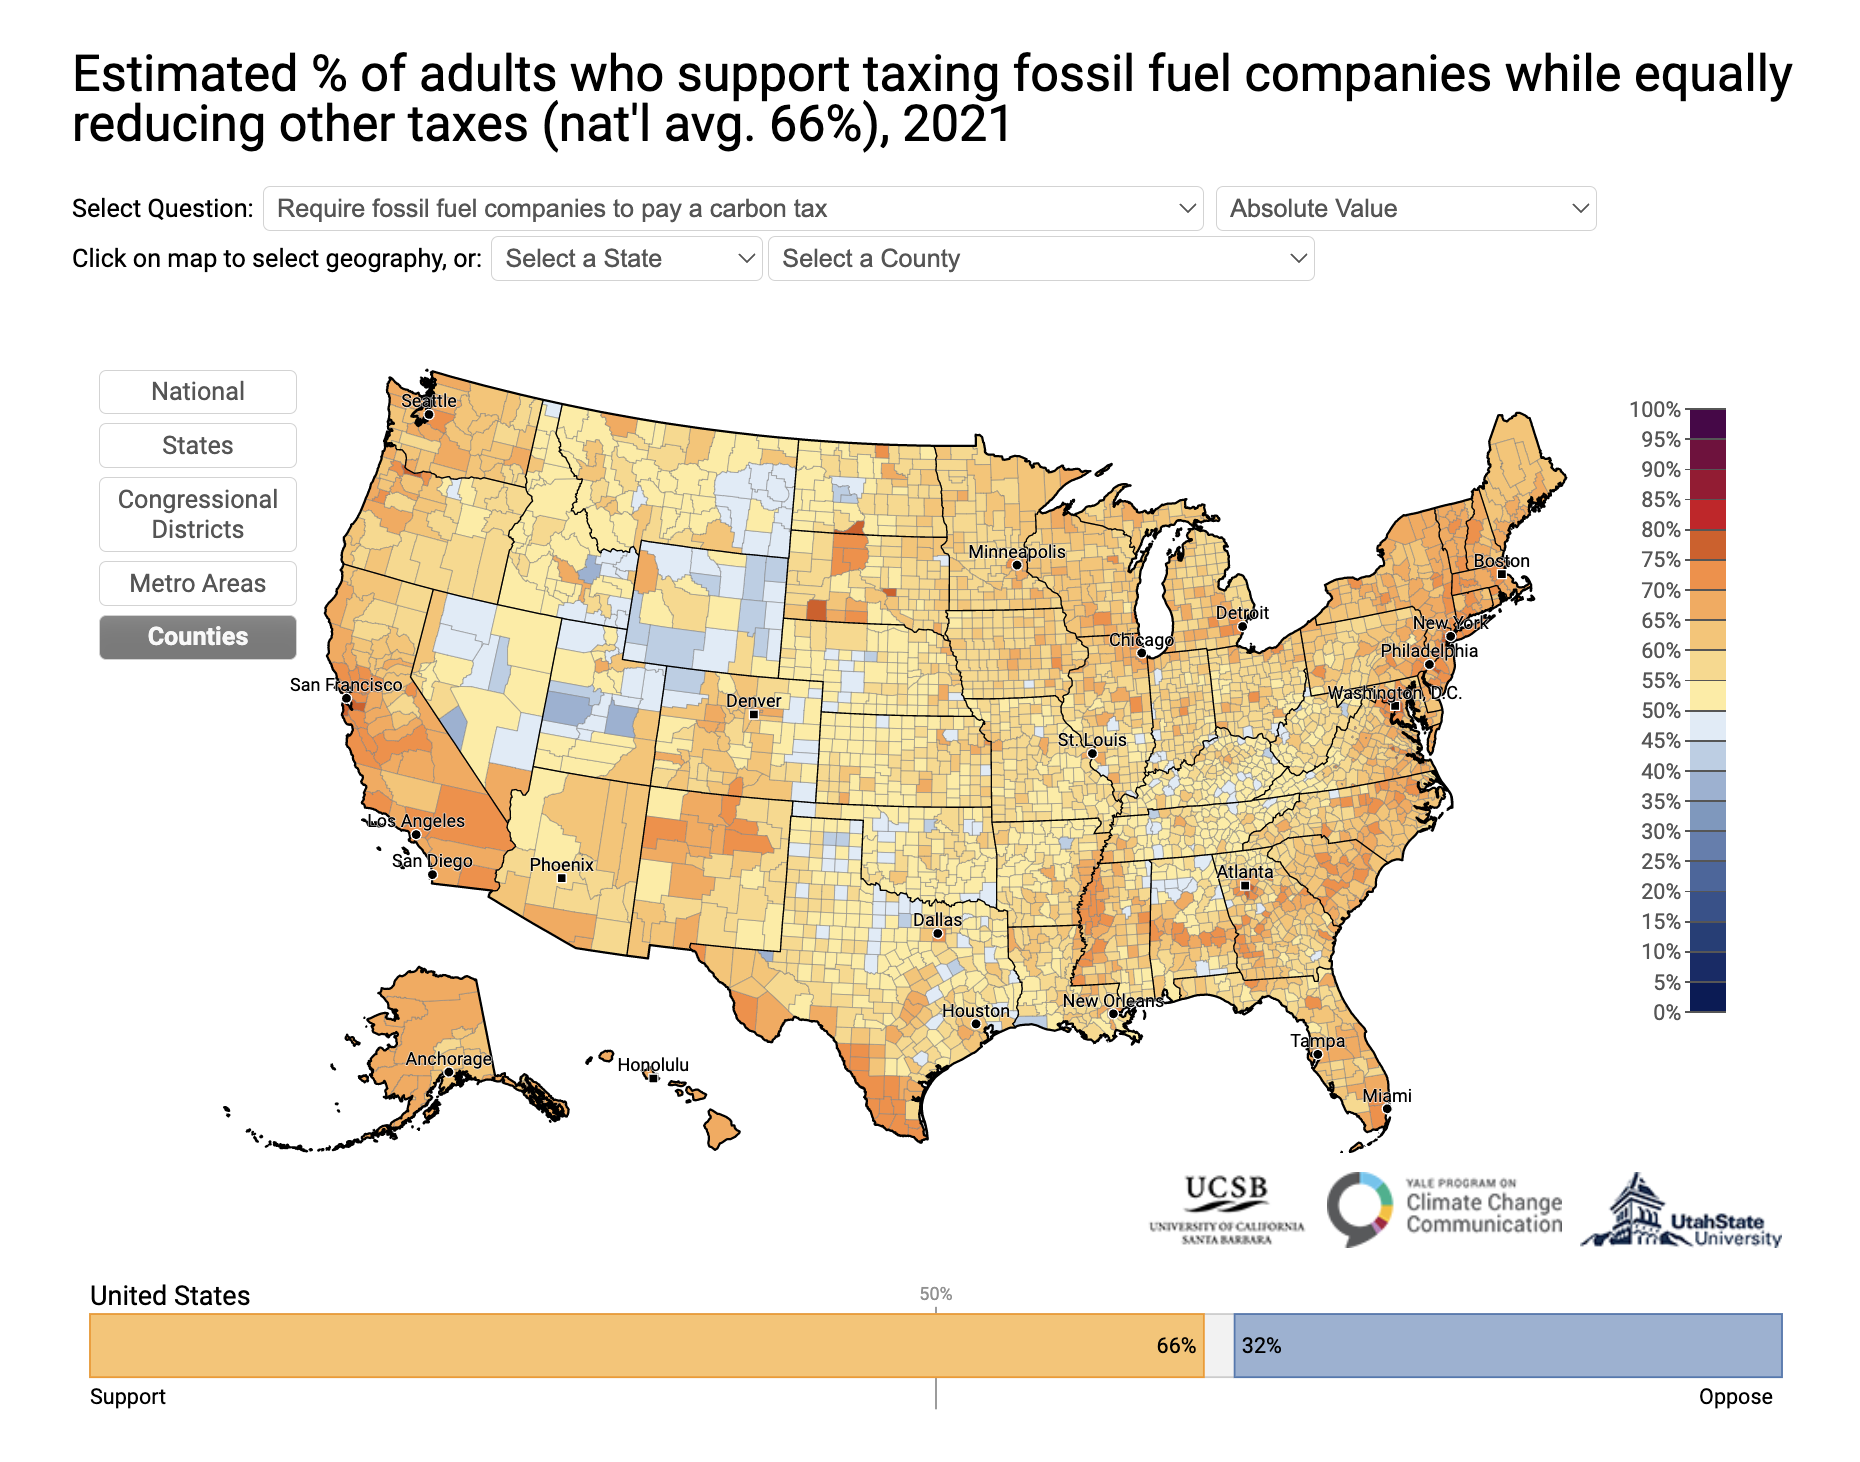 Estimated % of adults who support taxing fossil fuel companies while equally
reducing other taxes (nat'l avg. 66%), 2021
Select Question:
Require fossil fuel companies to pay a carbon tax
Absolute Value
Click on map to select geography, or:
Select a State
Select a County
National
States
Congressional
Districts
Metro Areas
Counties
Seattle
Minneapolis
Boston
Detroit
New York
Chicago
Philadelphia
San Francisco
Washington, D.C.
Denver
St. Louis
Los Angeles
San Diego
Phoenix
Atlanta
Dallas
New Orleans
Houston
Tampa
Anchorage
Honolulu
Miami
100%
95%
90%
85%
80%
75%
70%
65%
60%
55%
50%
45%
40%
35%
30%
25%
20%
15%
10%
5%
0%
UCSB
UNIVERSITY OF CALIFORNIA
SANTA BARBARA
YALE PROGRAM ON
Climate Change
Communication
UtahState
University
United States
50%
66%
32%
Support
Oppose